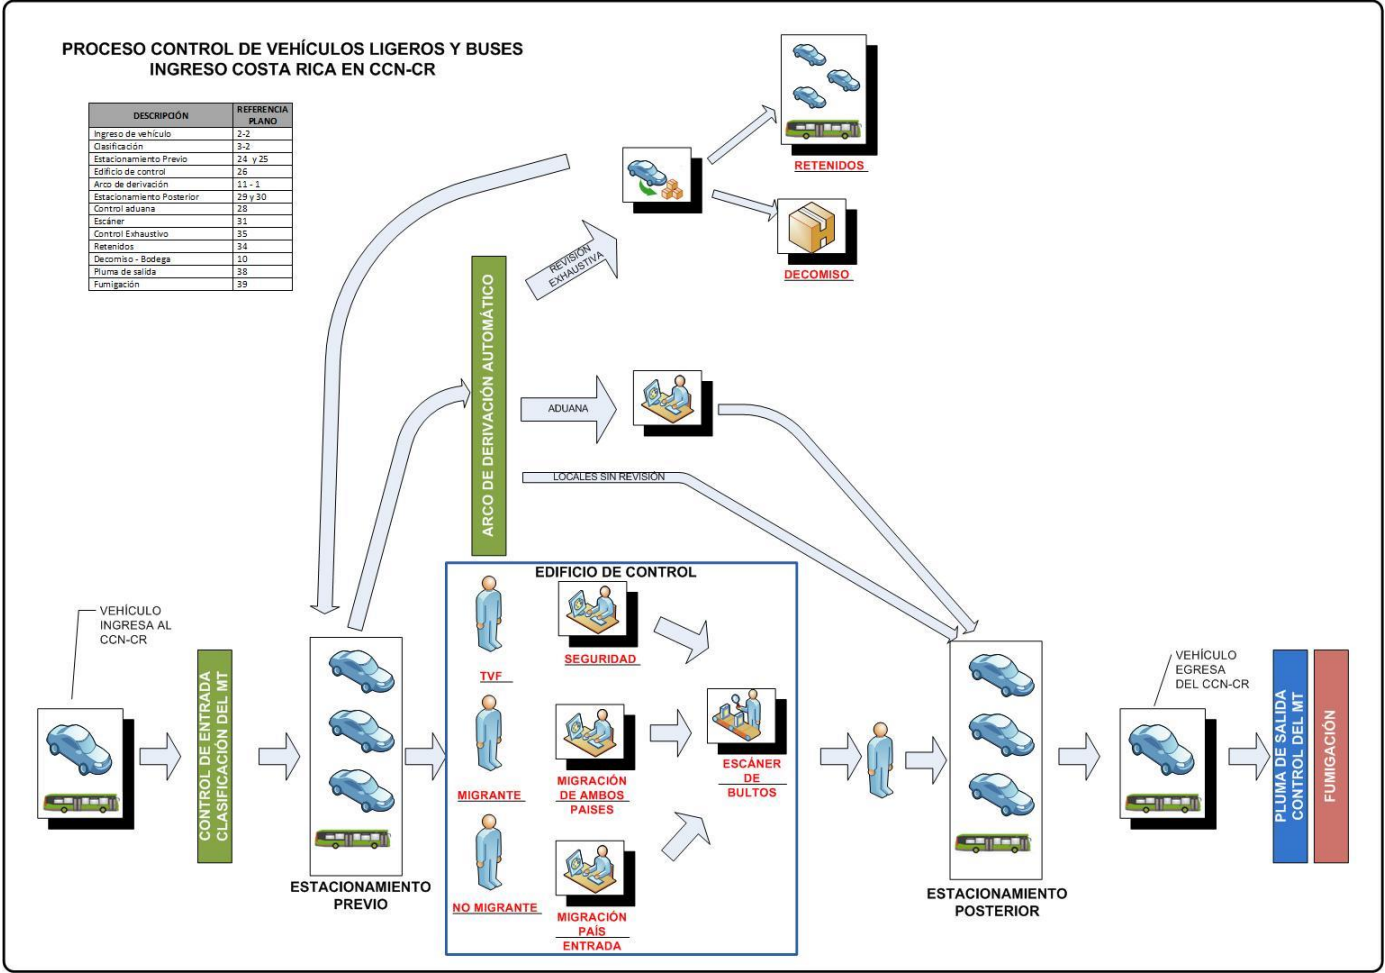 PROCESO CONTROL DE VEHÍCULOS LIGEROS Y BUSES
INGRESO COSTA RICA EN CCN-CR
DESCRIPCIÓN REFERENCIA PLANO
Ingreso de vehículo 2-2
Clasificación 3-2
Estacionamiento Previo 24 y 25
Edificio de control 26
Arco de derivación 11 - 1
Estacionamiento Posterior 29 y 30
Control aduana 28
Escáner 31
Control Exhaustivo 35
Retenidos 34
Decomiso - Bodega 10
Pluma de salida 38
Fumigación 39
RETENIDOS
DECOMISO
REVISIÓN
EXHAUSTIVA
ARCO DE DERIVACIÓN AUTOMÁTICO
ADUANA
LOCALES SIN REVISIÓN
VEHÍCULO
INGRESA AL
CCN-CR
CONTROL DE ENTRADA
CLASIFICACIÓN DEL MT
ESTACIONAMIENTO
PREVIO
EDIFICIO DE CONTROL
TVF
SEGURIDAD
MIGRANTE
MIGRACIÓN
DE AMBOS
PAISES
NO MIGRANTE
MIGRACIÓN
PAÍS
ENTRADA
ESCÁNER
DE
BULTOS
ESTACIONAMIENTO
POSTERIOR
VEHÍCULO
EGRESA
DEL CCN-CR
PLUMA DE SALIDA
CONTROL DEL MT
FUMIGACIÓN